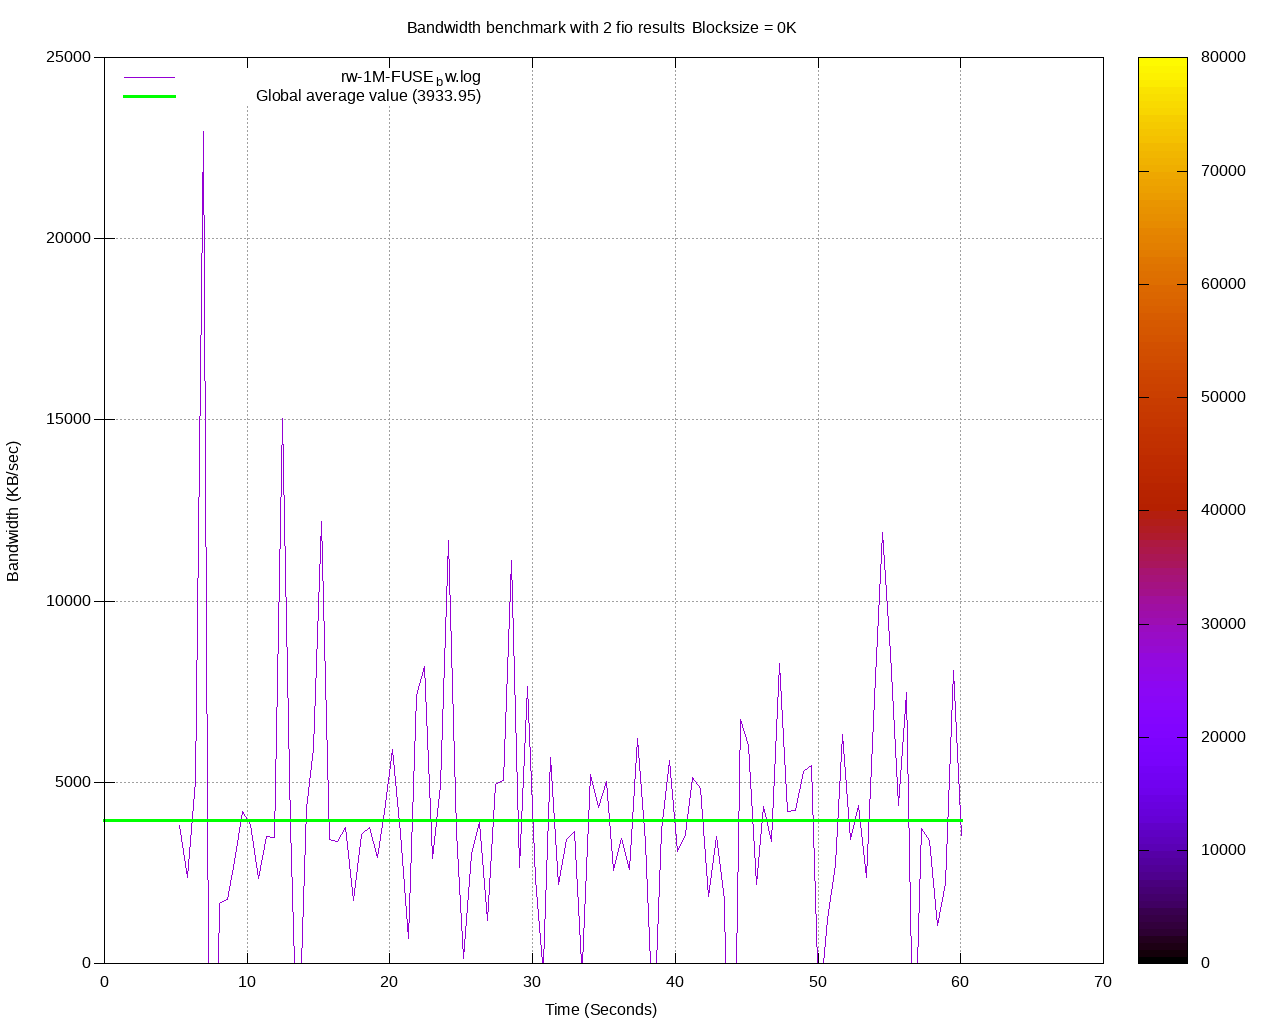 Bandwidth benchmark with 2 fio results Blocksize = 0K
rw-1M-FUSE_bw.log
Global average value (3933.95)
25000
20000
15000
10000
5000
0
Bandwidth (KB/sec)
0 10 20 30 40 50 60 70
Time (Seconds)
80000
70000
60000
50000
40000
30000
20000
10000
0